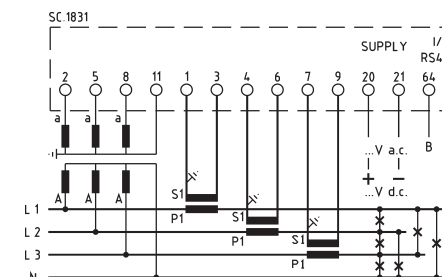 SC.1831
SUPPLY
I/
RS4
2 5 8 11 1 3 4 6 7 9 20 21 64
a a a
...V a.c.
B
+ −
...V d.c.
A A A
S1
L 1 P1
S1
L 2 P1
S1
L 3 P1
N